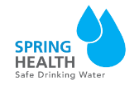 SPRING
HEALTH
Safe Drinking Water